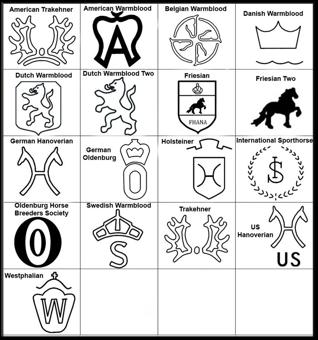 American Trakehner
American Warmblood
Belgian Warmblood
Danish Warmblood
A
Dutch Warmblood
Dutch Warmblood Two
Friesian
Friesian Two
FHANA
German Hanoverian
German
Oldenburg
Holsteiner
International Sporthorse
H
O
H
IS
Oldenburg Horse
Breeders Society
Swedish Warmblood
Trakehner
US
Hanoverian
O
S
H
US
Westphalian
W